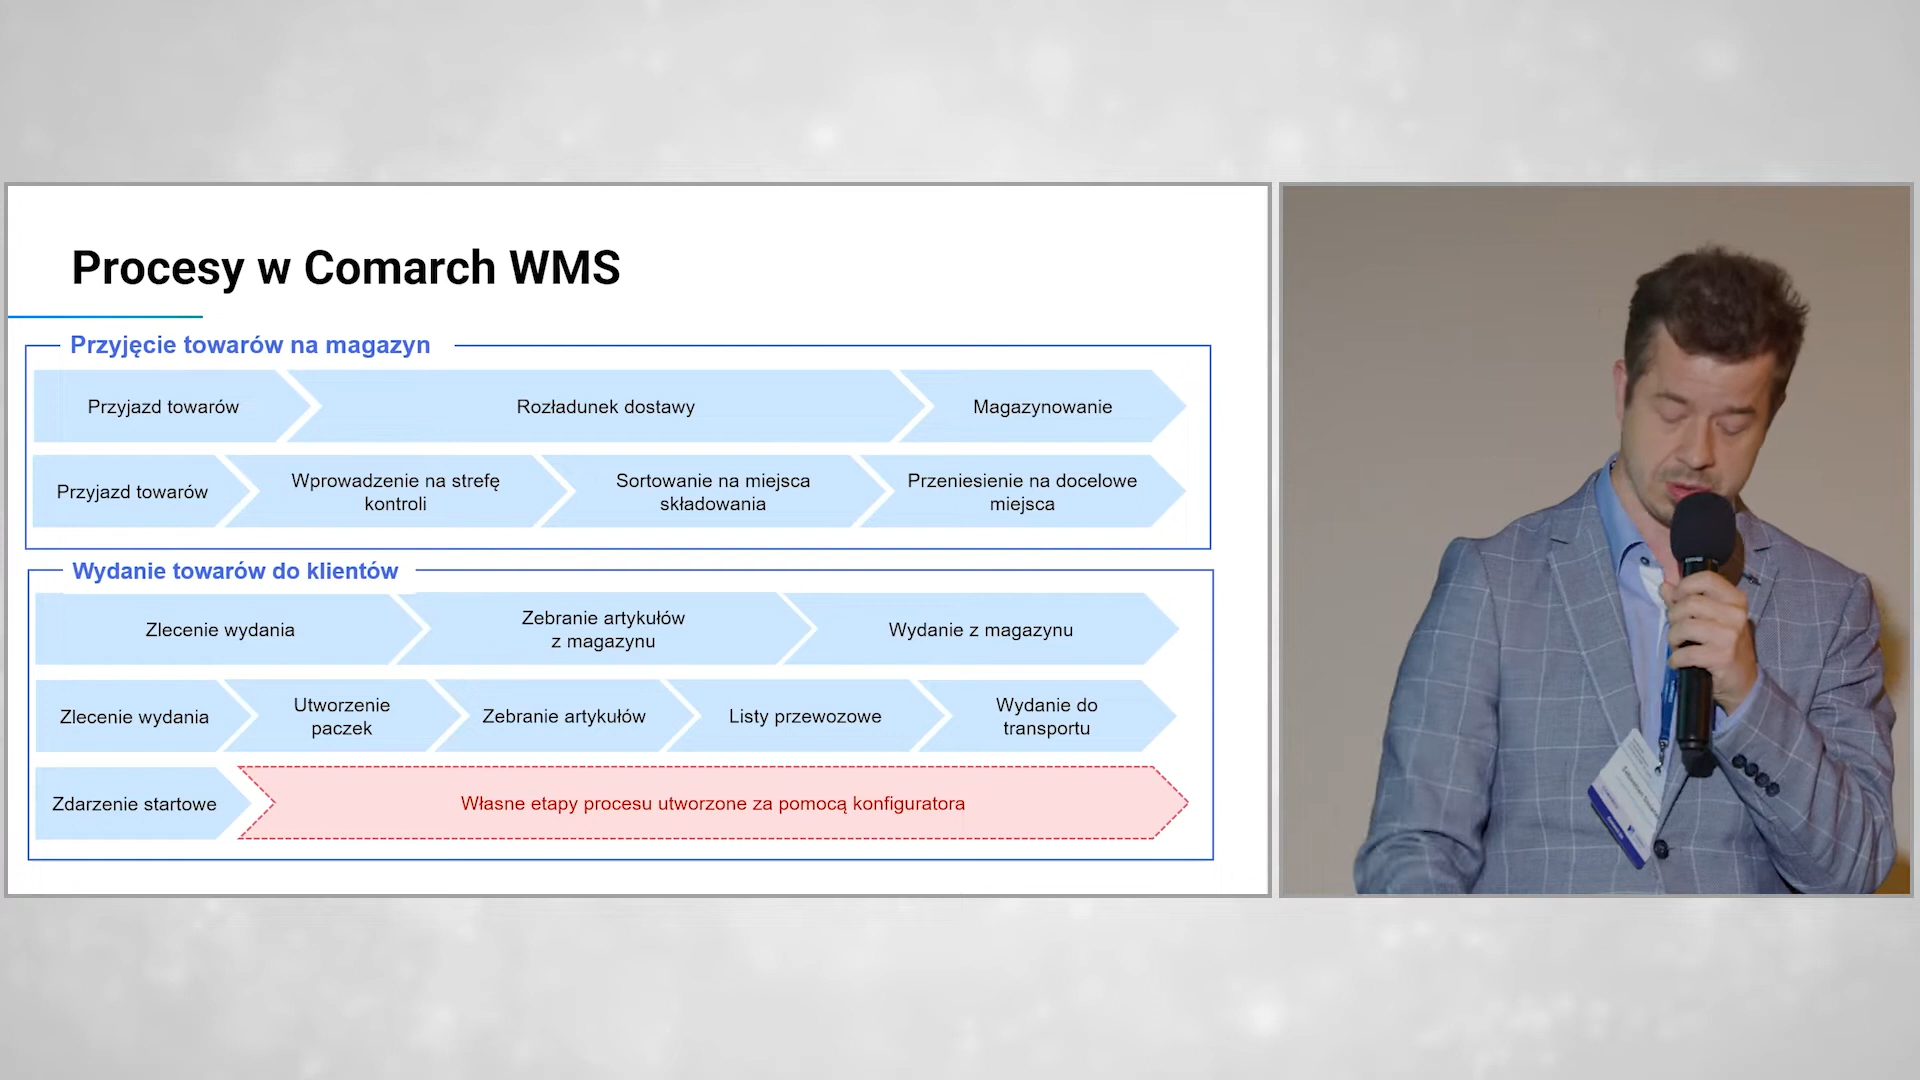 Procesy w Comarch WMS
Przyjęcie towarów na magazyn
Przyjazd towarów
Rozładunek dostawy
Magazynowanie
Przyjazd towarów
Wprowadzenie na strefę
kontroli
Sortowanie na miejsca
składowania
Przeniesienie na docelowe
miejsca
Wydanie towarów do klientów
Zlecenie wydania
Zebranie artykułów
z magazynu
Wydanie z magazynu
Zlecenie wydania
Utworzenie
paczek
Zebranie artykułów
Listy przewozowe
Wydanie do
transportu
Zdarzenie startowe
Własne etapy procesu utworzone za pomocą konfiguratora